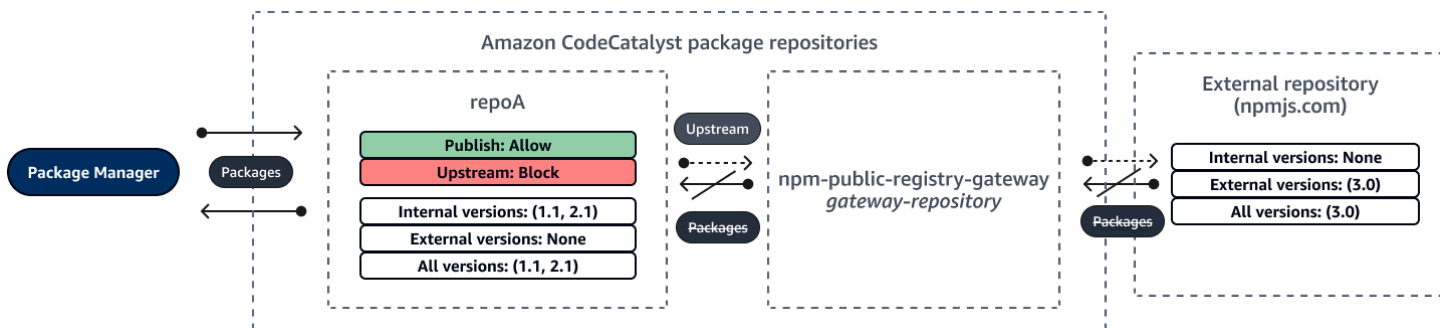 Amazon CodeCatalyst package repositories
Package Manager
Packages
repoA
Publish: Allow
Upstream: Block
Internal versions: (1.1, 2.1)
External versions: None
All versions: (1.1, 2.1)
Upstream
Packages
npm-public-registry-gateway
gateway-repository
Packages
External repository
(npmjs.com)
Internal versions: None
External versions: (3.0)
All versions: (3.0)